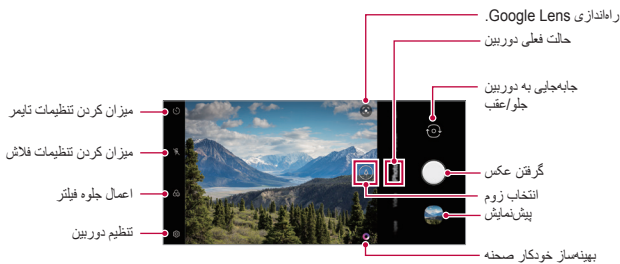 راه‌اندازی Google Lens.
حالت فعلی دوربین
جابه‌جایی به دوربین
جلو/عقب
گرفتن عکس
انتخاب زوم
پیش‌نمایش
بهینه‌ساز خودکار صحنه
میزان کردن تنظیمات تایمر
میزان کردن تنظیمات فلاش
اعمال جلوه فیلتر
تنظیم دوربین